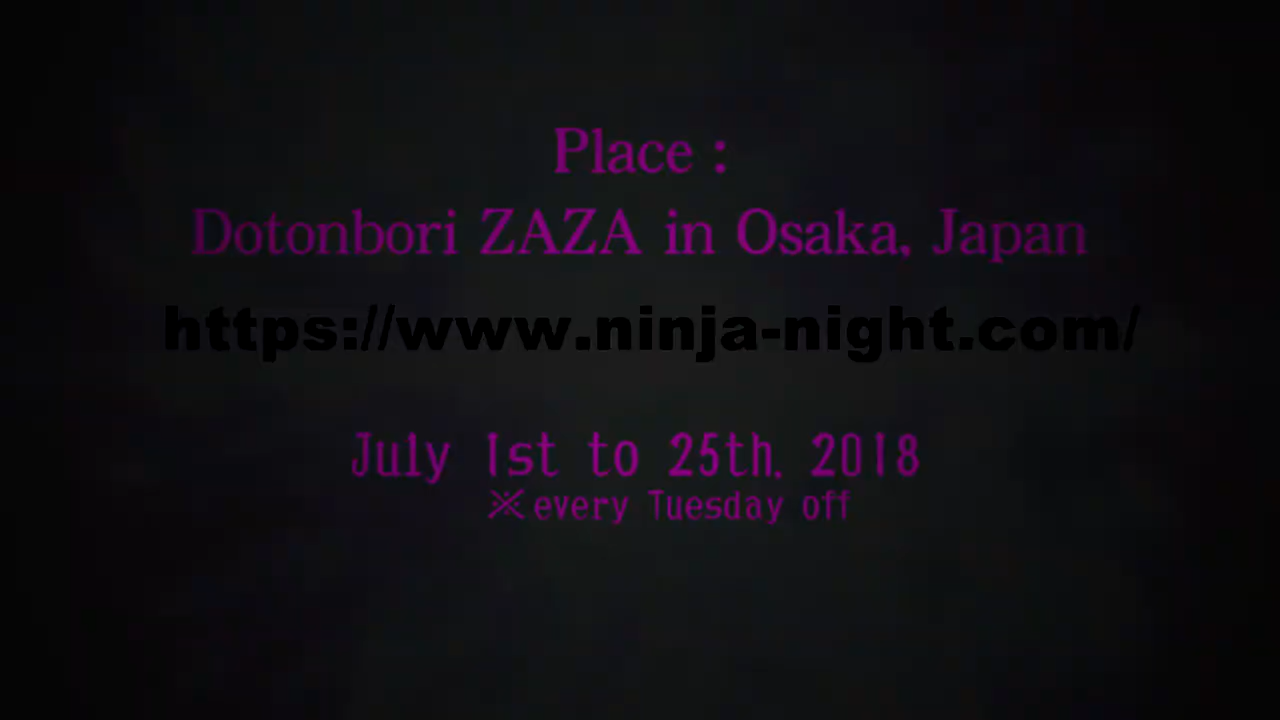 Place :
Dotonbori ZAZA in Osaka, Japan
https://www.ninja-night.com/
July 1st to 25th, 2018
※every Tuesday off